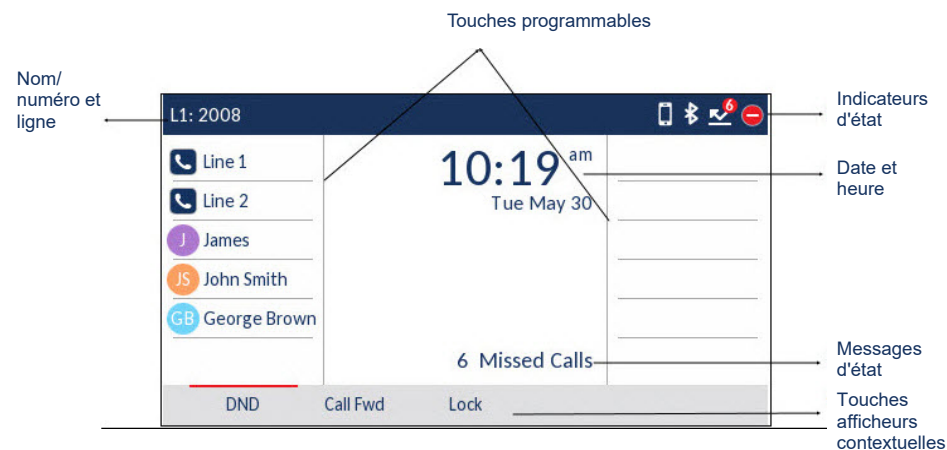 Touches programmables
Nom/
numéro et
ligne
L1: 2008
6
Indicateurs
d'état
Line 1
10:19 am
Date et
heure
Line 2
Tue May 30
J James
JS John Smith
GB George Brown
6 Missed Calls
Messages
d'état
DND Call Fwd Lock
Touches
afficheurs
contextuelles